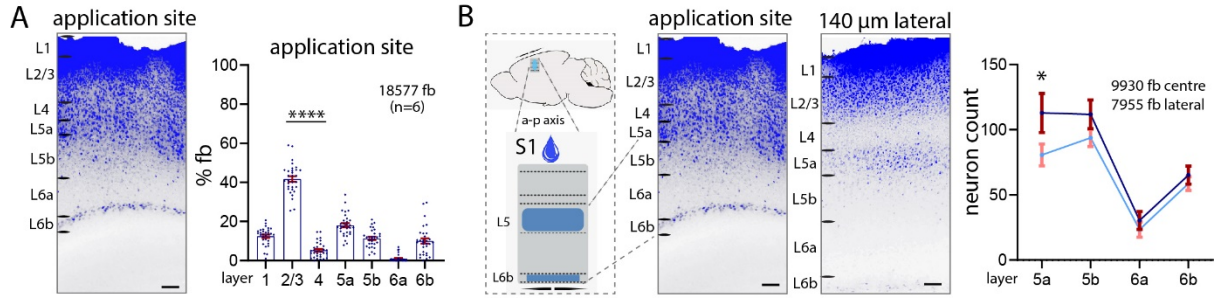 A
application site
L1
L2/3
L4
L5a
L5b
L6a
L6b
application site
18577 fb
(n=6)
****
% fb
100
80
60
40
20
0
layer 1 2/3 4 5a 5b 6a 6b
B
a-p axis
S1
L5
L6b
application site
L1
L2/3
L4
L5a
L5b
L6a
L6b
140 µm lateral
L1
L2/3
L4
L5a
L5b
L6a
L6b
neuron count
150
100
50
0
*
9930 fb centre
7955 fb lateral
layer 5a 5b 6a 6b